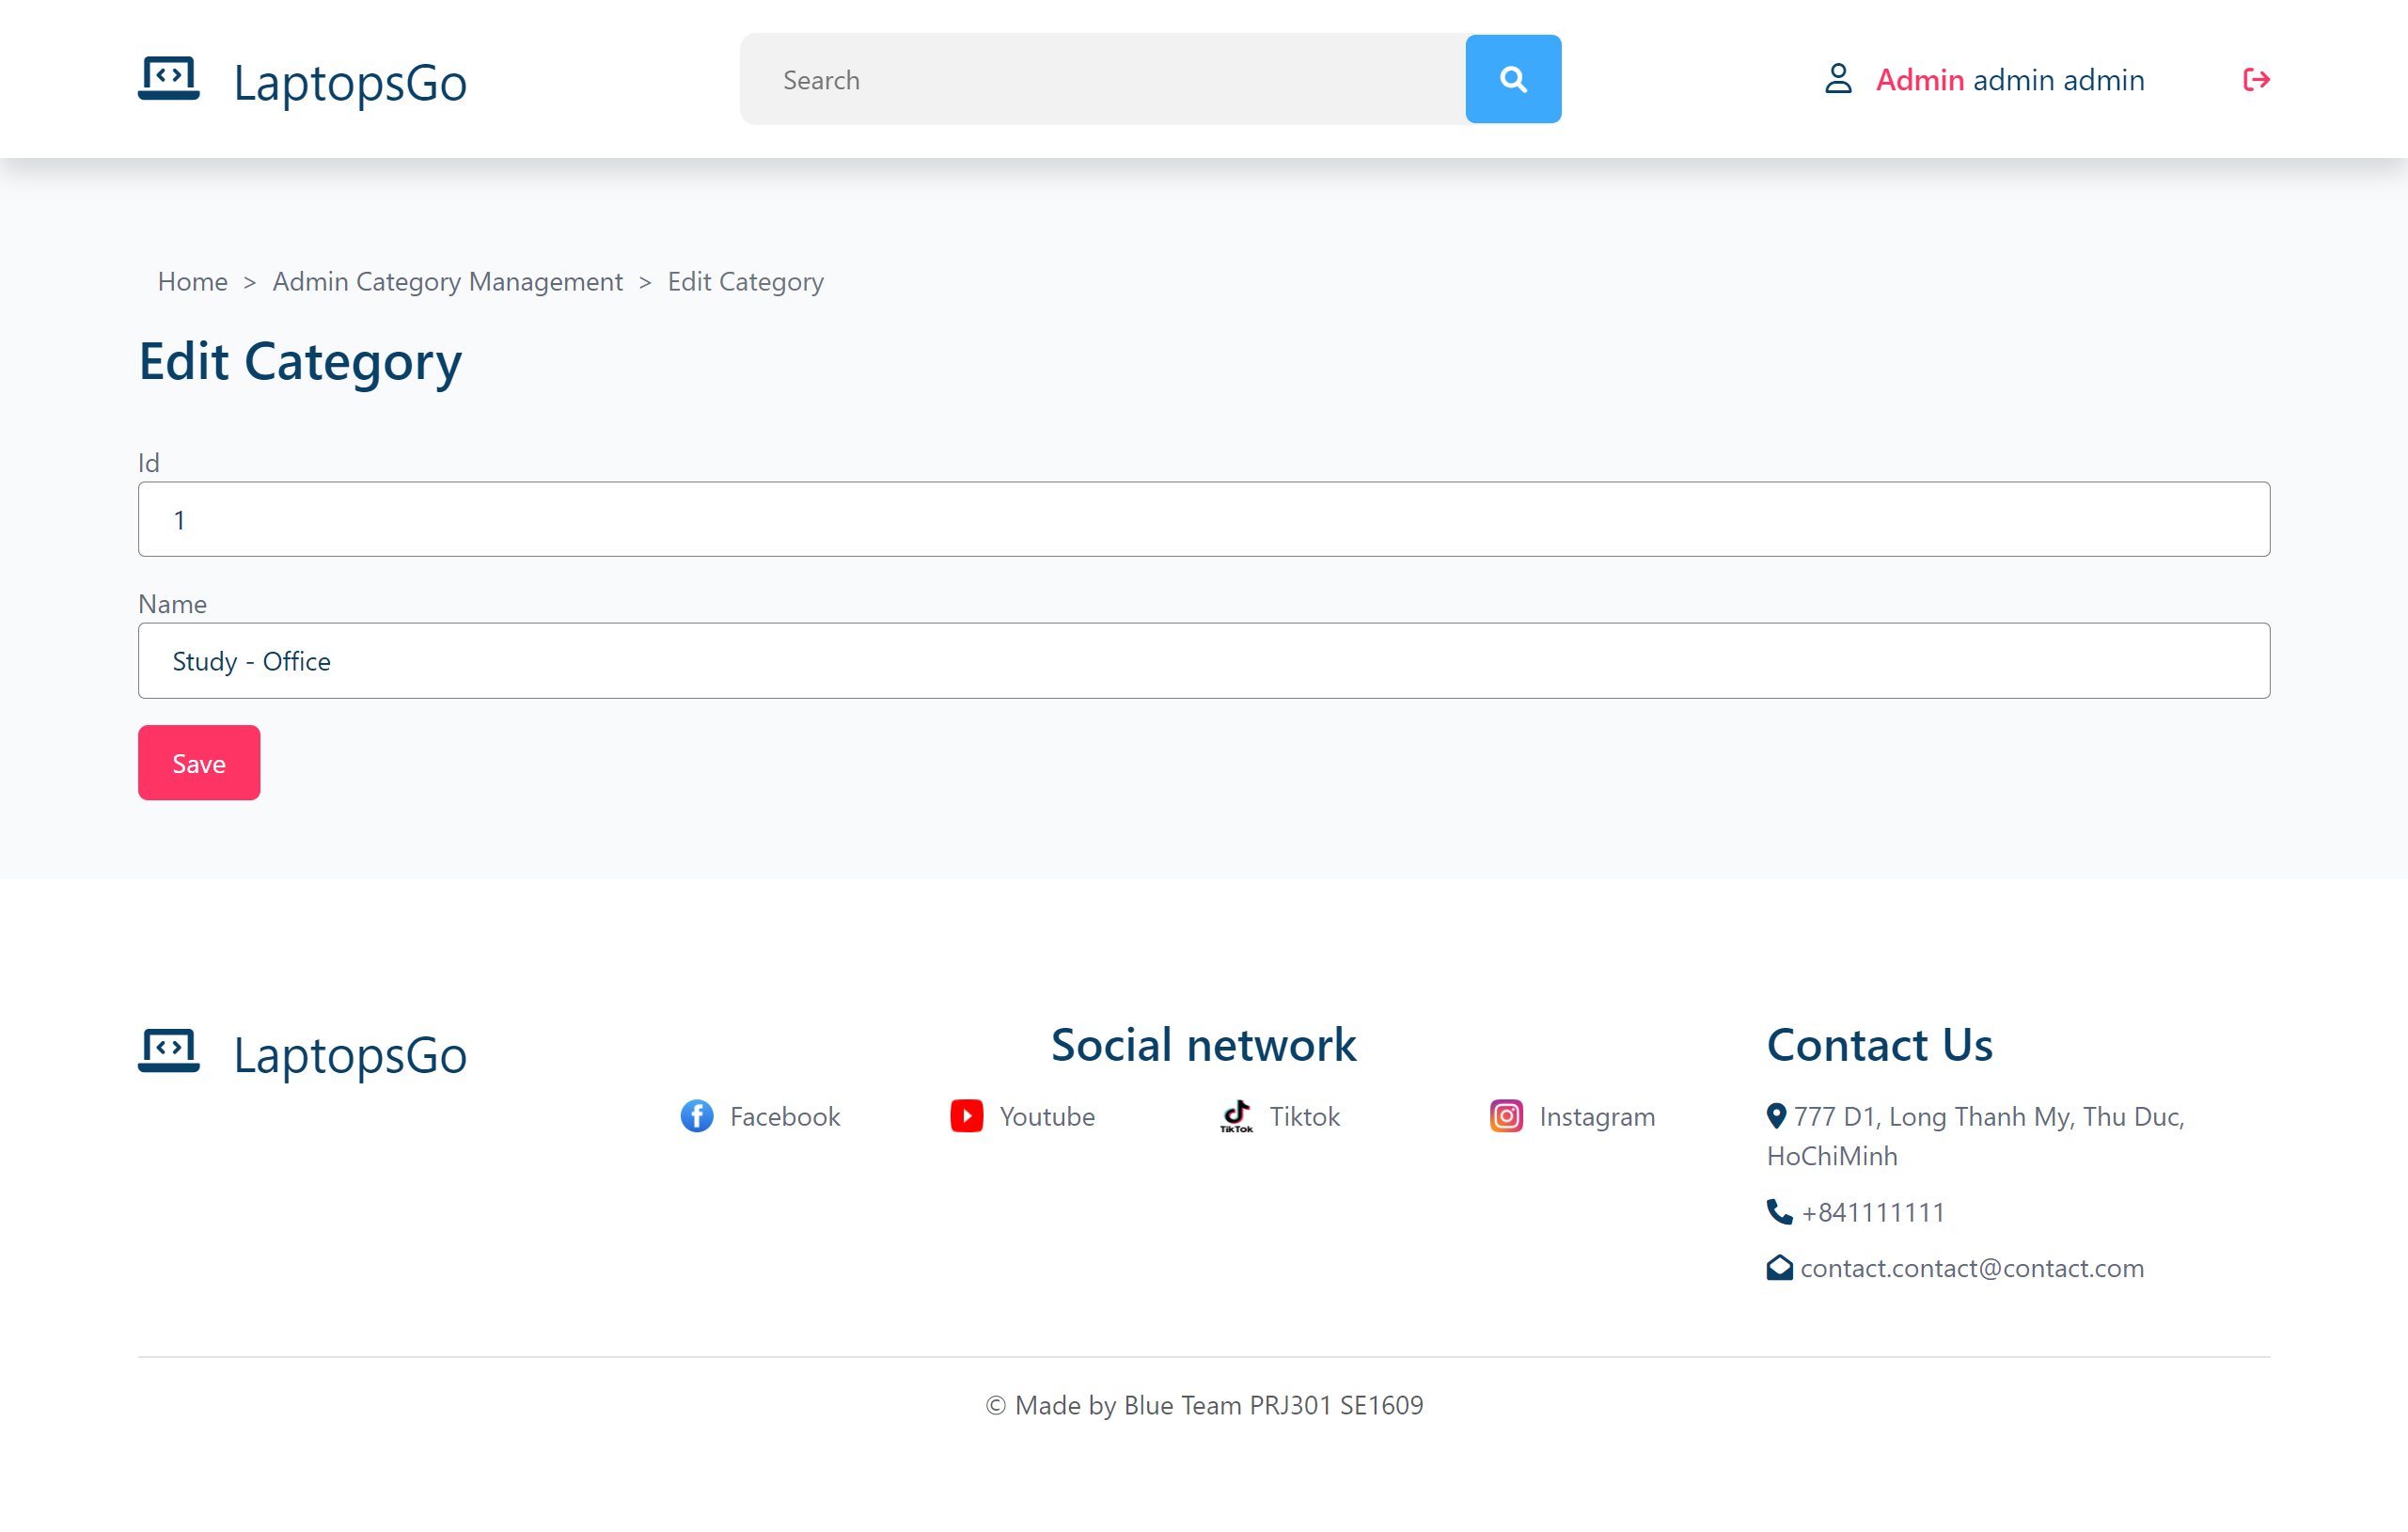 LaptopsGo
Search
Admin admin admin
Home > Admin Category Management > Edit Category
Edit Category
Id
1
Name
Study - Office
Save
LaptopsGo
Social network
Facebook
Youtube
TikTok
Tiktok
Instagram
Contact Us
777 D1, Long Thanh My, Thu Duc,
HoChiMinh
+841111111
contact.contact@contact.com
© Made by Blue Team PRJ301 SE1609